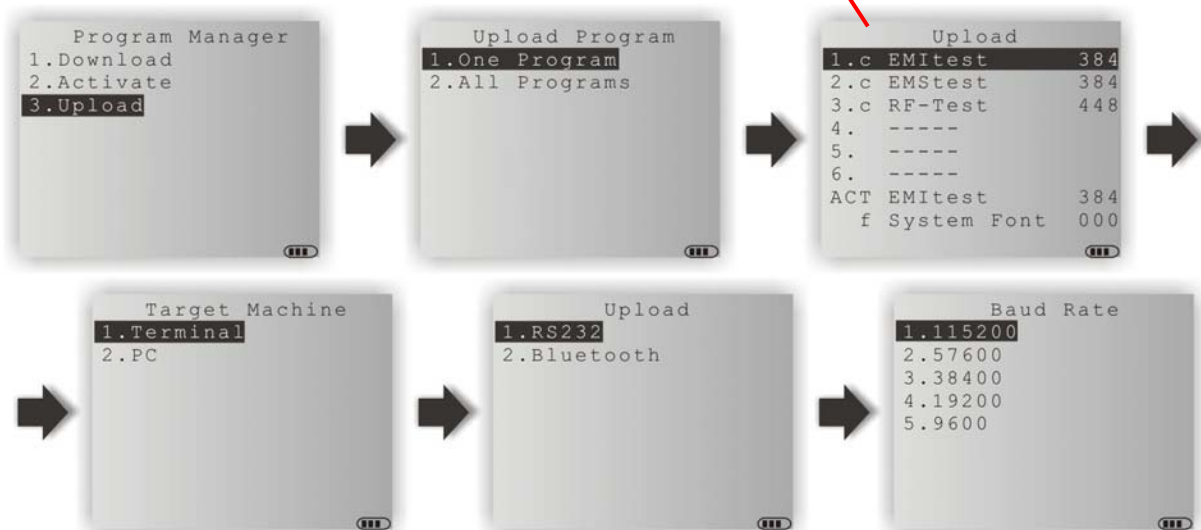 Program Manager
1.Download
2.Activate
3.Upload
Upload Program
1.One Program
2.All Programs
Upload
1.c EMItest 384
2.c EMStest 384
3.c RF-Test 448
4. -----
5. -----
6. -----
ACT EMItest 384
f System Font 000
Target Machine
1.Terminal
2.PC
Upload
1.RS232
2.Bluetooth
Baud Rate
1.115200
2.57600
3.38400
4.19200
5.9600